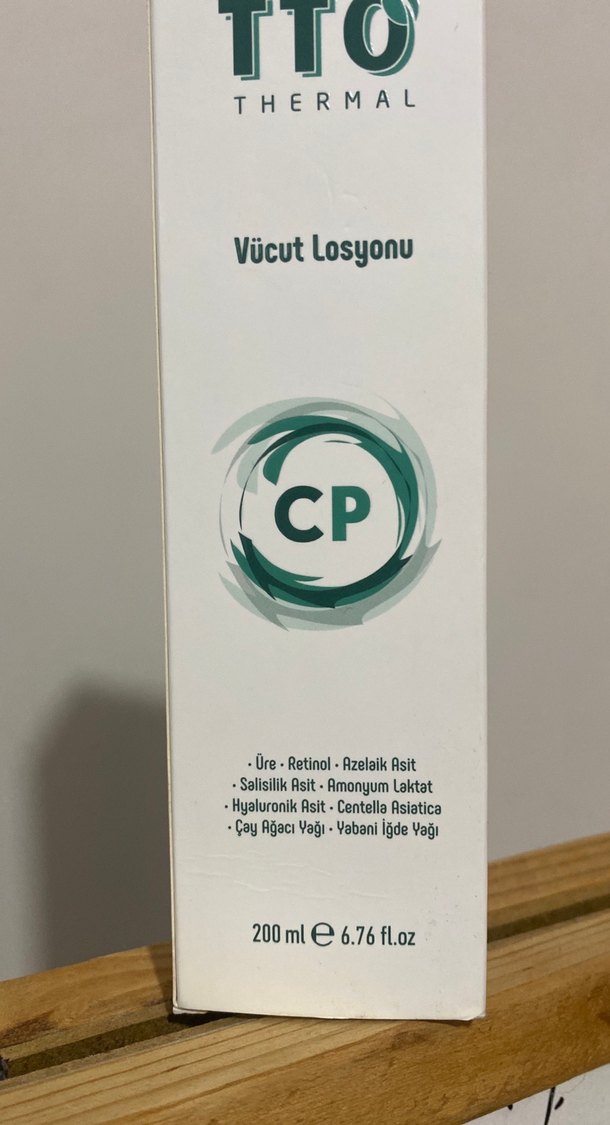 TTO
THERMAL
Vücut Losyonu
CP
· Üre · Retinol · Azelaik Asit
· Salisilik Asit · Amonyum Laktat
· Hyaluronik Asit · Centella Asiatica
· Çay Ağacı Yağı · Yabani İğde Yağı
200 ml ℮ 6.76 fl.oz